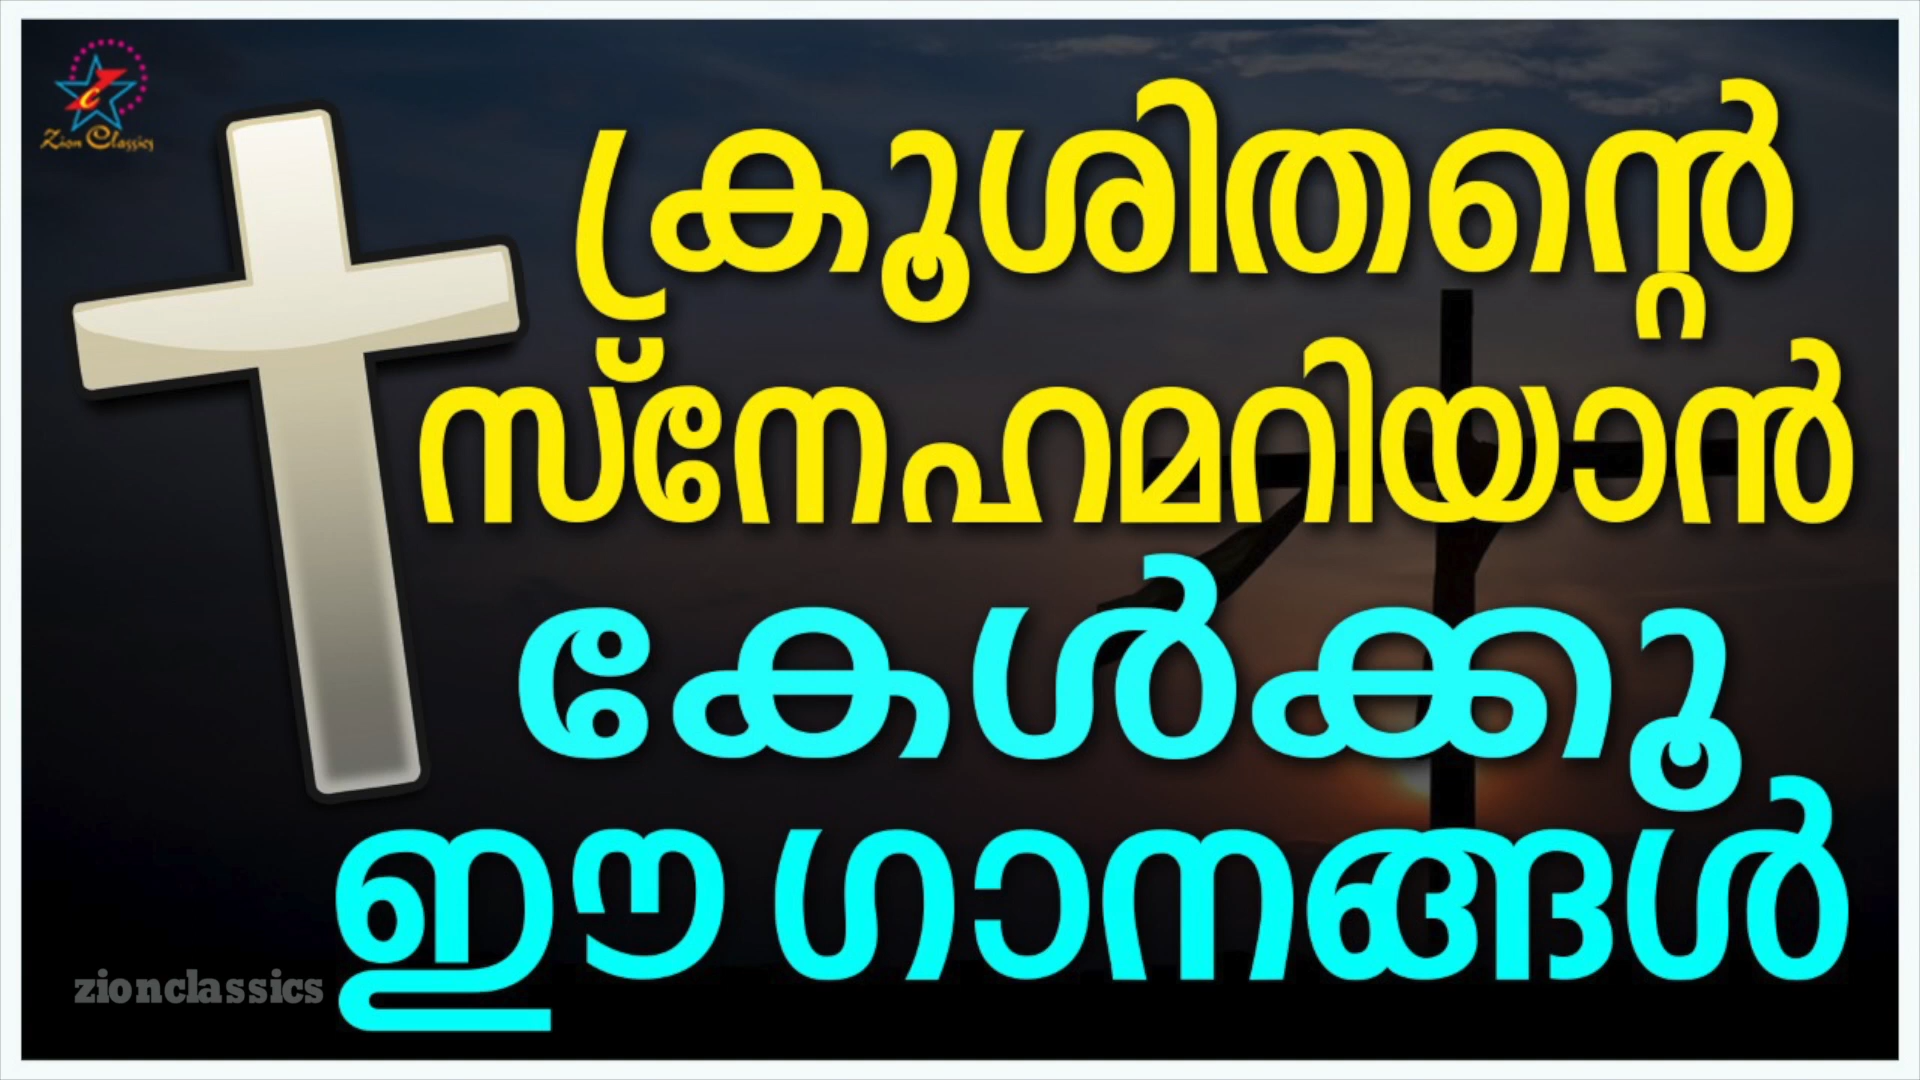 Zion Classics
ക്രൂശിതന്റെ
സ്നേഹമറിയാൻ
കേൾക്കൂ
ഈ ഗാനങ്ങൾ
zionclassics